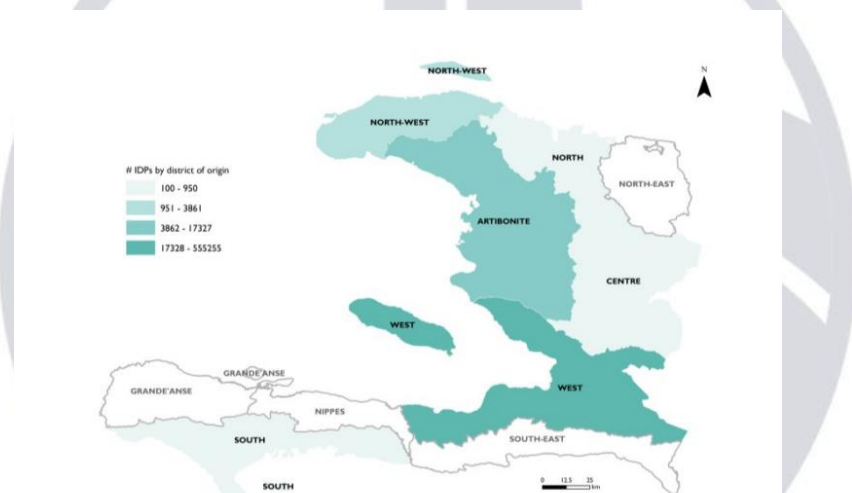 NORTH-WEST
N
NORTH-WEST
NORTH
# IDPs by district of origin
100 - 950
951 - 3861
3862 - 17327
17328 - 555255
NORTH-EAST
ARTIBONITE
CENTRE
WEST
GRANDE'ANSE
GRANDE'ANSE
WEST
NIPPES
SOUTH
SOUTH-EAST
SOUTH
0 12.5 25
km